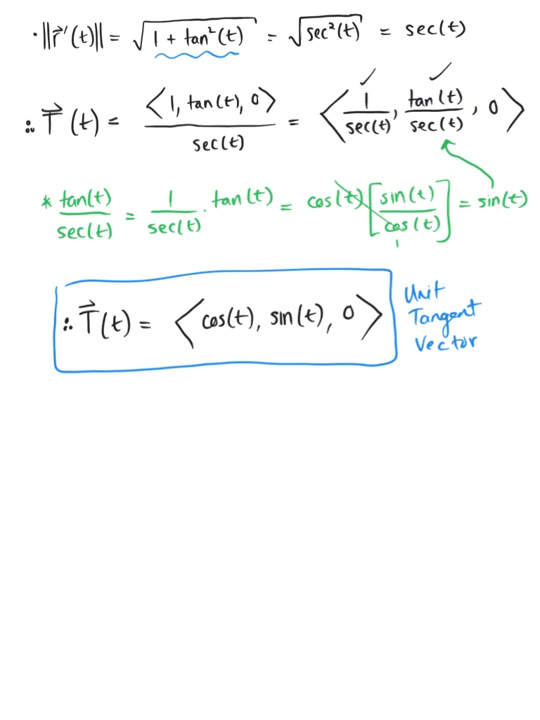 · ||r⃗'(t)|| = √(1 + tan²(t)) = √(sec²(t)) = sec(t)
∴ T⃗(t) = <1, tan(t), 0> / sec(t) = < 1/sec(t), tan(t)/sec(t), 0 >
* tan(t)/sec(t) = 1/sec(t) · tan(t) = cos(t) [sin(t)/cos(t)] = sin(t)
1
∴ T⃗(t) = < cos(t), sin(t), 0 >
Unit
Tangent
Vector